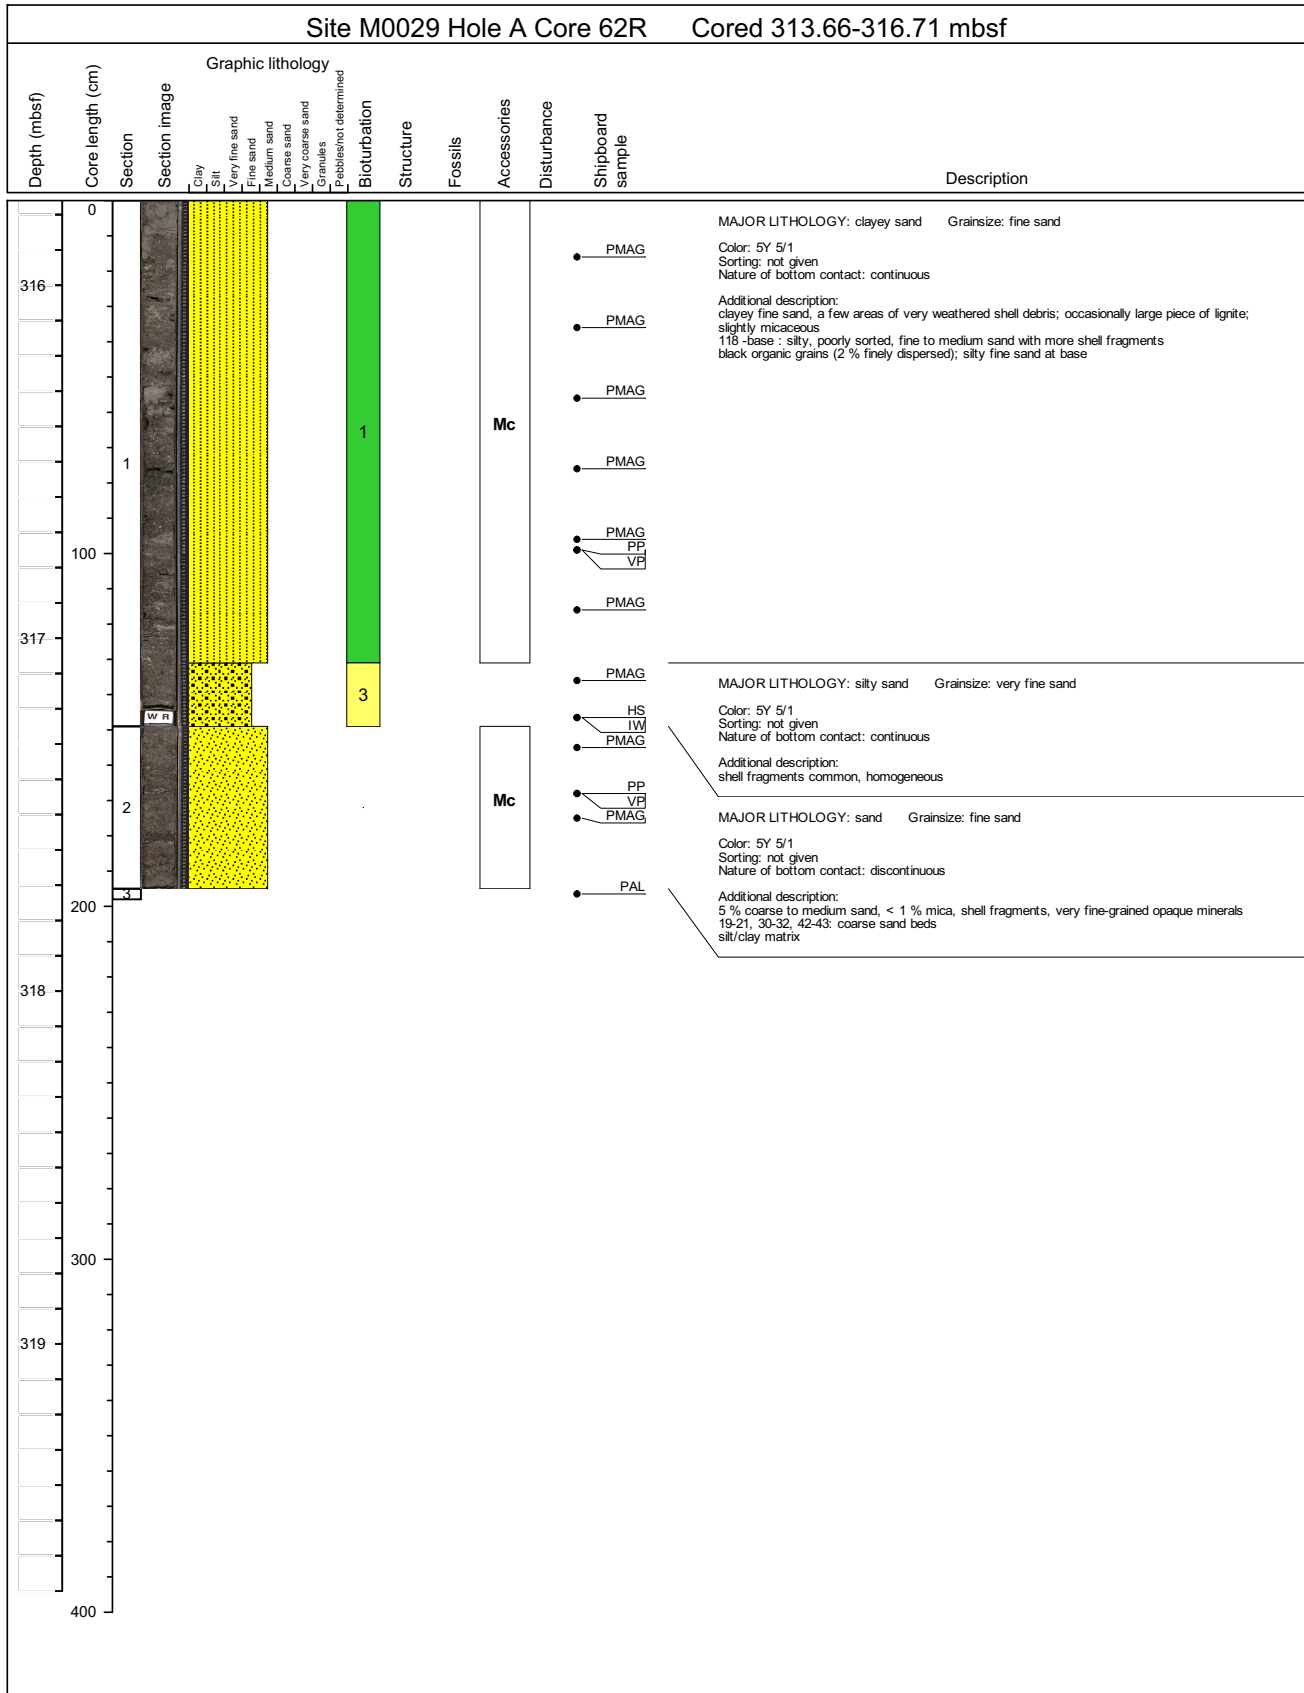 Site M0029 Hole A Core 62R Cored 313.66-316.71 mbsf
Depth (mbsf)
Core length (cm)
Section
Section image
Graphic lithology
Clay
Silt
Very fine sand
Fine sand
Medium sand
Coarse sand
Very coarse sand
Granules
Pebbles/not determined
Bioturbation
Structure
Fossils
Accessories
Disturbance
Shipboard
sample
Description
0
MAJOR LITHOLOGY: clayey sand Grainsize: fine sand
Color: 5Y 5/1
Sorting: not given
Nature of bottom contact: continuous
Additional description:
clayey fine sand, a few areas of very weathered shell debris; occasionally large piece of lignite;
slightly micaceous
118 -base : silty, poorly sorted, fine to medium sand with more shell fragments
black organic grains (2 % finely dispersed); silty fine sand at base
PMAG
316
PMAG
PMAG
Mc
1
1
PMAG
PMAG
100
PP
VP
PMAG
317
PMAG
3
W R
HS
IW
MAJOR LITHOLOGY: silty sand Grainsize: very fine sand
Color: 5Y 5/1
Sorting: not given
Nature of bottom contact: continuous
Additional description:
shell fragments common, homogeneous
PMAG
PP
VP
Mc
2
PMAG
MAJOR LITHOLOGY: sand Grainsize: fine sand
Color: 5Y 5/1
Sorting: not given
Nature of bottom contact: discontinuous
Additional description:
5 % coarse to medium sand, < 1 % mica, shell fragments, very fine-grained opaque minerals
19-21, 30-32, 42-43: coarse sand beds
silt/clay matrix
3
PAL
200
318
300
319
400